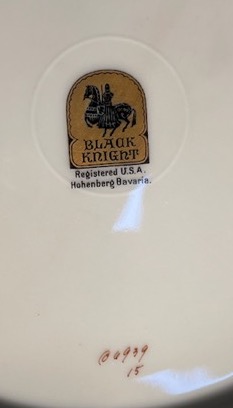 BLACK
KNIGHT
Registered U.S.A.
Hohenberg Bavaria.
15